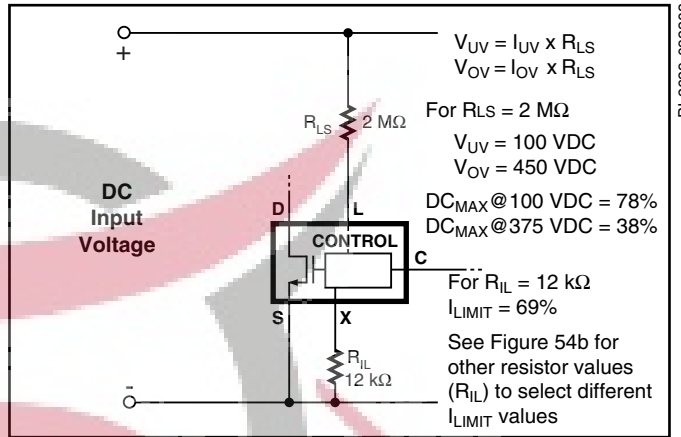 +
V_UV = I_UV x R_LS
V_OV = I_OV x R_LS
For RLS = 2 MΩ
V_UV = 100 VDC
V_OV = 450 VDC
DC_MAX@100 VDC = 78%
DC_MAX@375 VDC = 38%
R_LS 2 MΩ
DC
Input
Voltage
D L
CONTROL
C
S X
For R_IL = 12 kΩ
I_LIMIT = 69%
R_IL
12 kΩ
See Figure 54b for
other resistor values
(R_IL) to select different
I_LIMIT values
-